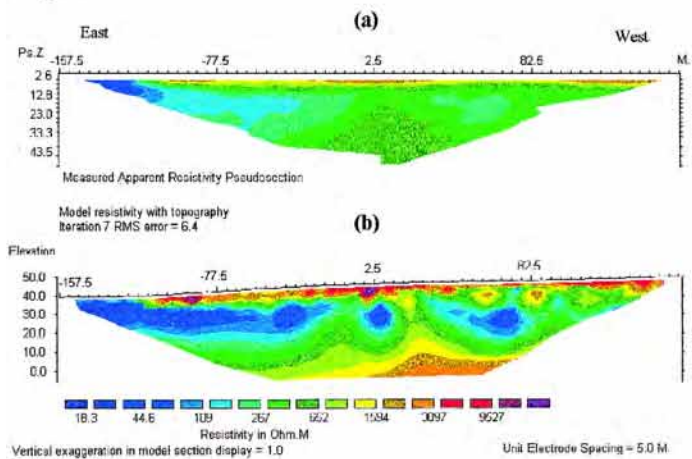 (a)
East West
-157.5 -77.5 2.5 82.5 M.
Ps.Z
2.6
12.8
23.0
33.3
43.5
Measured Apparent Resistivity Pseudosection
Model resistivity with topography
Iteration 7 RMS error = 6.4
(b)
Elevation
-157.5 -77.5 2.5 82.5
50.0
40.0
30.0
20.0
10.0
0.0
18.3 44.6 109 267 652 1594 3897 9527
Resistivity in Ohm.M
Vertical exaggeration in model section display = 1.0 Unit Electrode Spacing = 5.0 M.